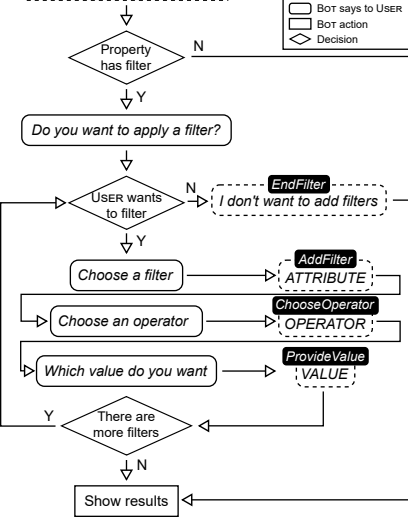 BOT says to USER
BOT action
Decision
Property
has filter
N
Y
Do you want to apply a filter?
USER wants
to filter
N
EndFilter
I don't want to add filters
Y
Choose a filter
AddFilter
ATTRIBUTE
Choose an operator
ChooseOperator
OPERATOR
Which value do you want
ProvideValue
VALUE
Y
There are
more filters
N
Show results